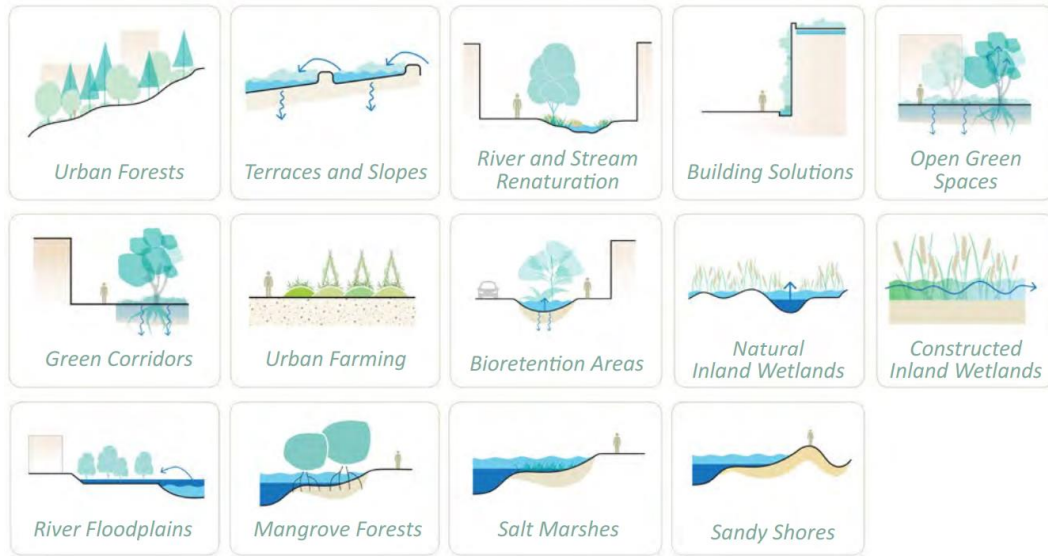 Urban Forests
Terraces and Slopes
River and Stream
Renaturation
Building Solutions
Open Green
Spaces
Green Corridors
Urban Farming
Bioretention Areas
Natural
Inland Wetlands
Constructed
Inland Wetlands
River Floodplains
Mangrove Forests
Salt Marshes
Sandy Shores